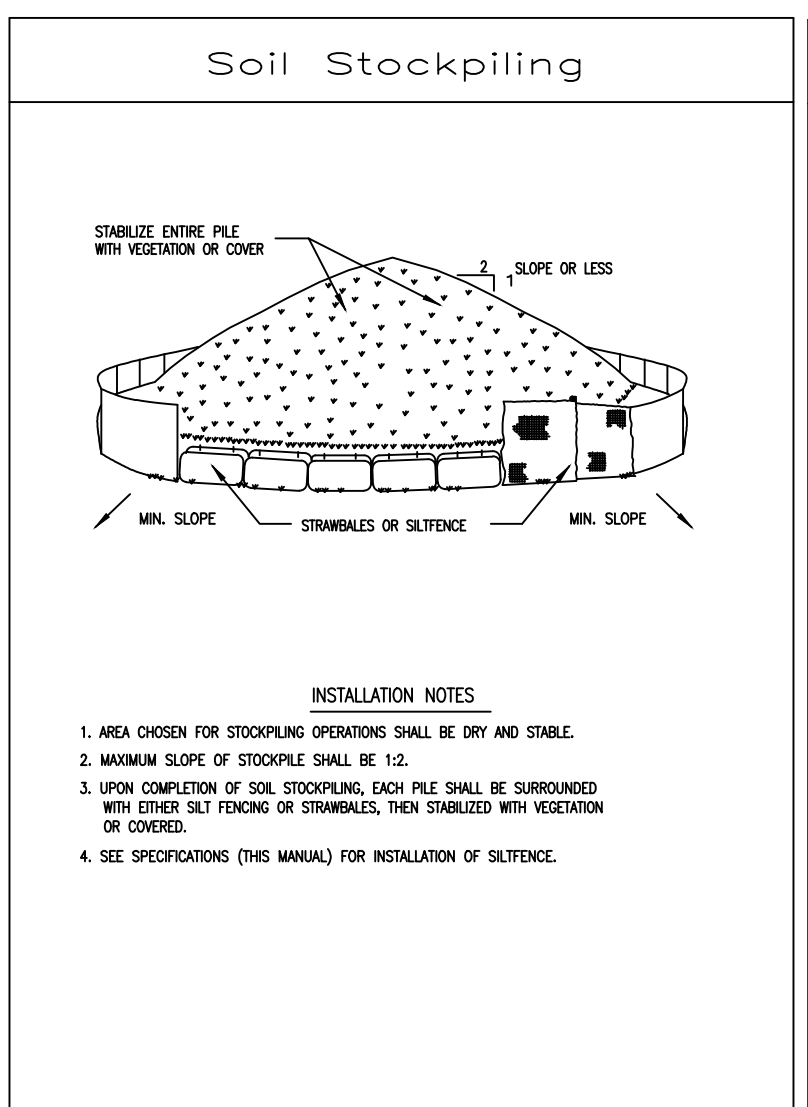 Soil Stockpiling
STABILIZE ENTIRE PILE
WITH VEGETATION OR COVER
2
1 SLOPE OR LESS
MIN. SLOPE
STRAWBALES OR SILTFENCE
MIN. SLOPE
INSTALLATION NOTES
1. AREA CHOSEN FOR STOCKPILING OPERATIONS SHALL BE DRY AND STABLE.
2. MAXIMUM SLOPE OF STOCKPILE SHALL BE 1:2.
3. UPON COMPLETION OF SOIL STOCKPILING, EACH PILE SHALL BE SURROUNDED
WITH EITHER SILT FENCING OR STRAWBALES, THEN STABILIZED WITH VEGETATION
OR COVERED.
4. SEE SPECIFICATIONS (THIS MANUAL) FOR INSTALLATION OF SILTFENCE.